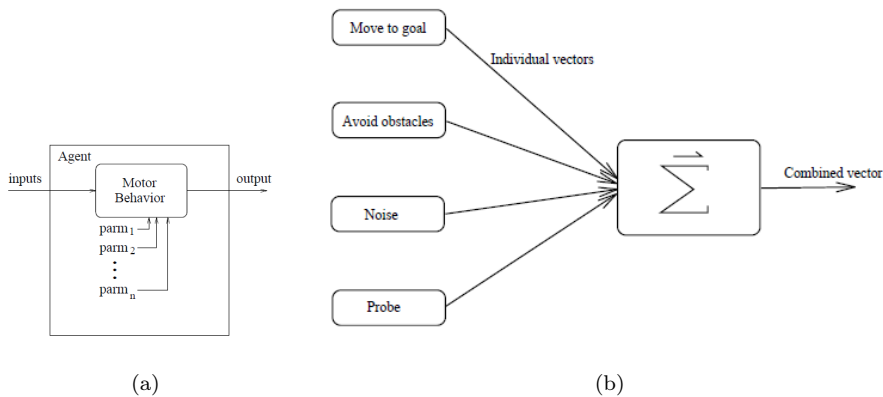 Agent
inputs
Motor
Behavior
output
parm1
parm2
parmn
(a)
Move to goal
Individual vectors
Avoid obstacles
Noise
Probe
Σ
Combined vector
(b)